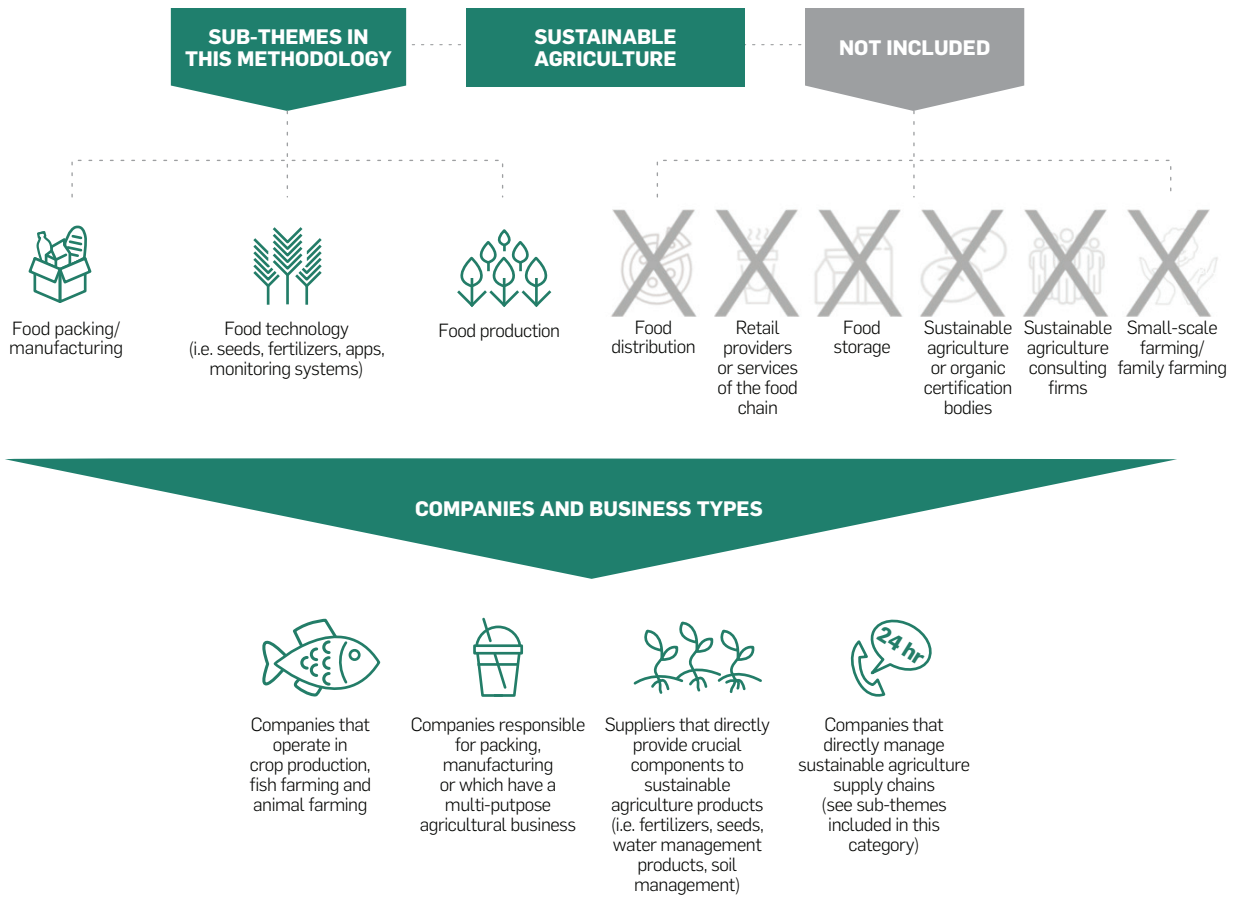 SUB-THEMES IN
THIS METHODOLOGY
SUSTAINABLE
AGRICULTURE
NOT INCLUDED
Food packing/
manufacturing
Food technology
(i.e. seeds, fertilizers, apps,
monitoring systems)
Food production
Food
distribution
Retail
providers
or services
of the food
chain
Food
storage
Sustainable
agriculture
or organic
certification
bodies
Sustainable
agriculture
consulting
firms
Small-scale
farming/
family farming
COMPANIES AND BUSINESS TYPES
24 hr
Companies that
operate in
crop production,
fish farming and
animal farming
Companies responsible
for packing,
manufacturing
or which have a
multi-putpose
agricultural business
Suppliers that directly
provide crucial
components to
sustainable
agriculture products
(i.e. fertilizers, seeds,
water management
products, soil
management)
Companies that
directly manage
sustainable agriculture
supply chains
(see sub-themes
included in this
category)